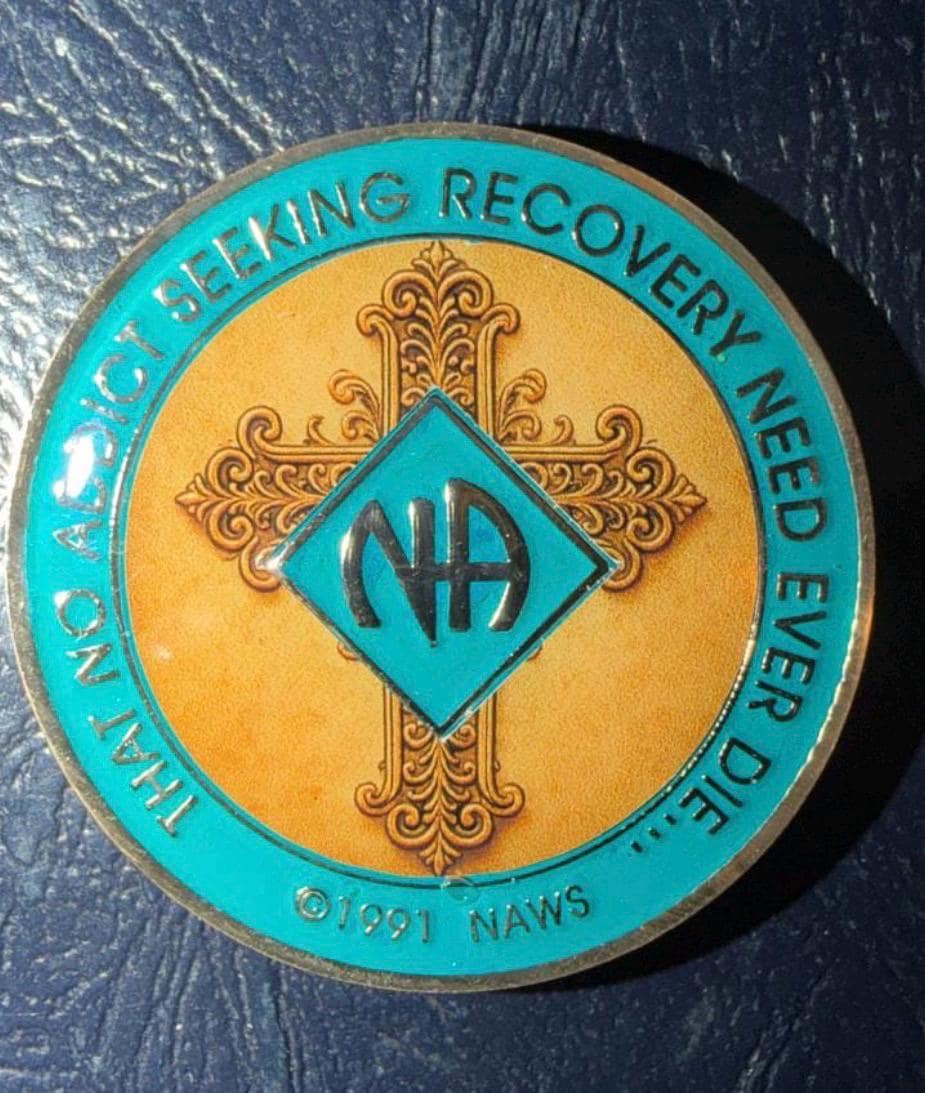 THAT NO ADDICT SEEKING RECOVERY NEED EVER DIE....
NA
©1991 NAWS